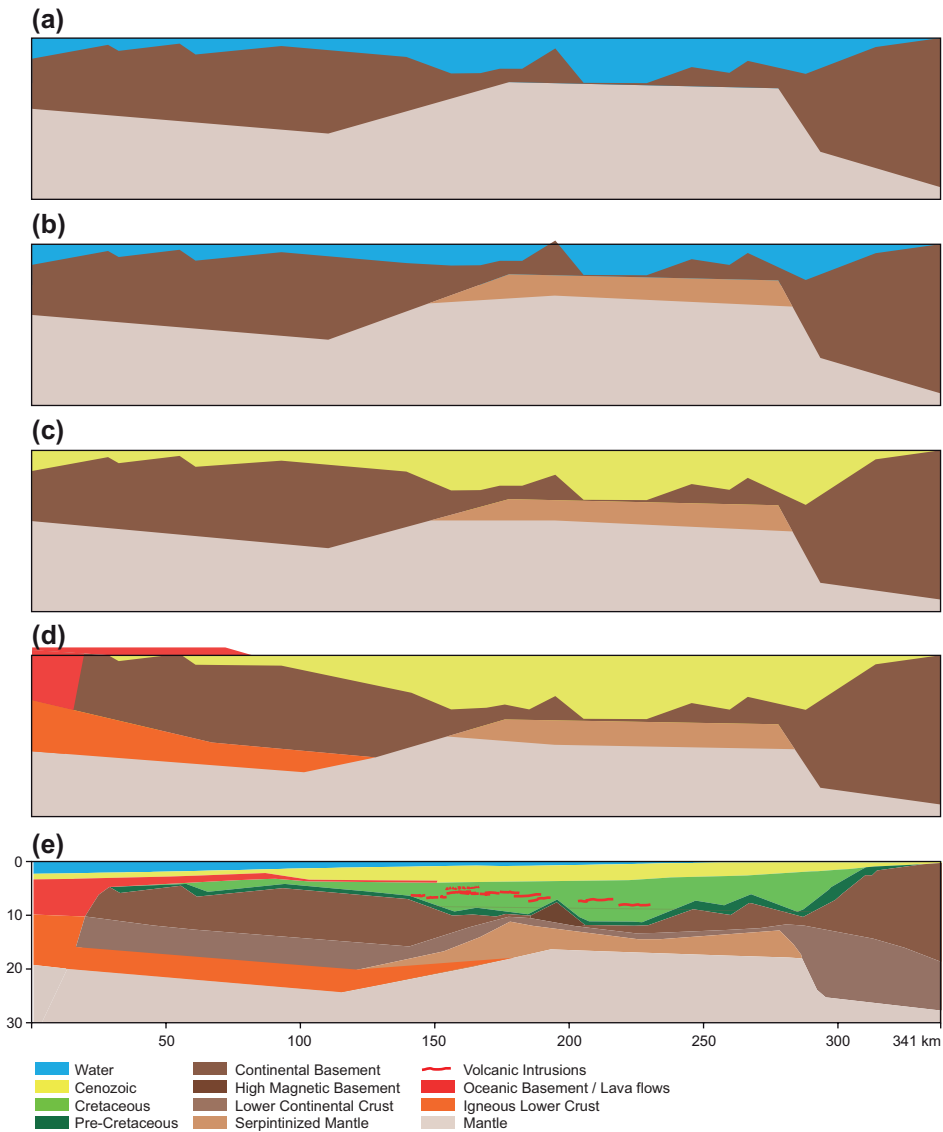 (a)
(b)
(c)
(d)
(e)
0
10
20
30
50 100 150 200 250 300 341 km
Water
Cenozoic
Cretaceous
Pre-Cretaceous
Continental Basement
High Magnetic Basement
Lower Continental Crust
Serpintinized Mantle
Volcanic Intrusions
Oceanic Basement / Lava flows
Igneous Lower Crust
Mantle